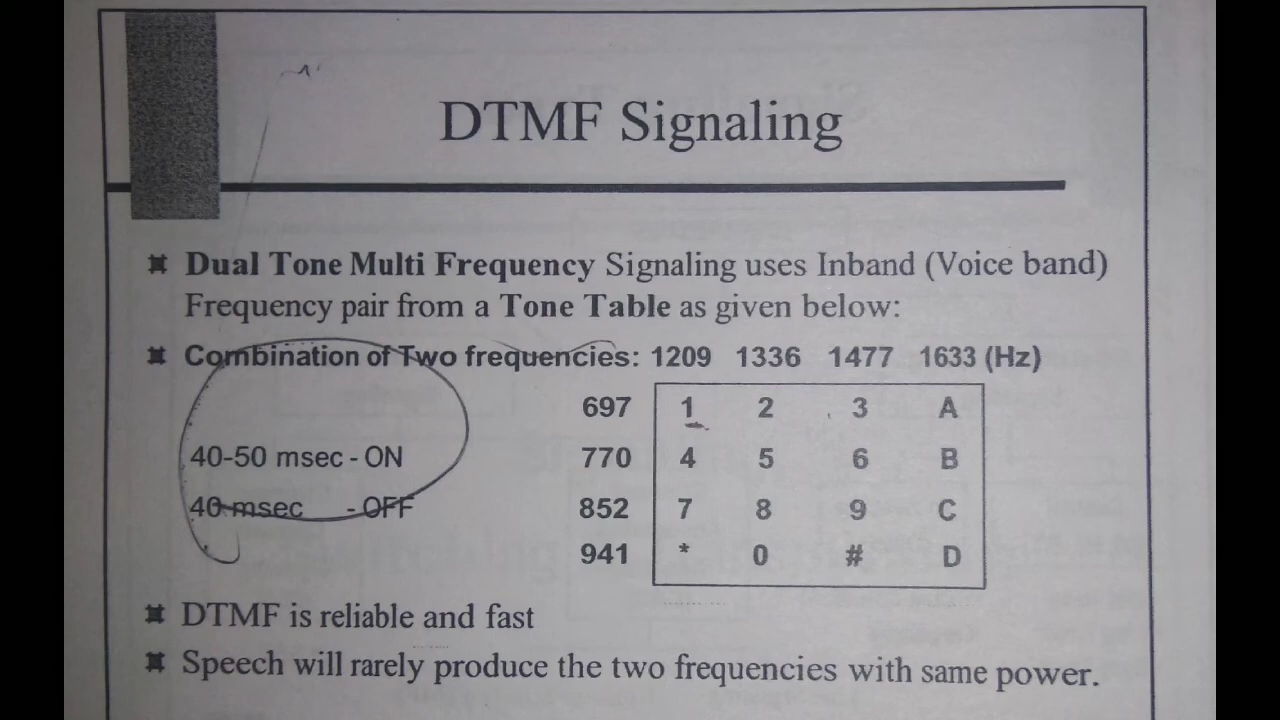 DTMF Signaling
Dual Tone Multi Frequency Signaling uses Inband (Voice band)
Frequency pair from a Tone Table as given below:
Combination of Two frequencies: 1209 1336 1477 1633 (Hz)
697 1 2 3 A
40-50 msec - ON 770 4 5 6 B
40 msec - OFF 852 7 8 9 C
941 * 0 # D
DTMF is reliable and fast
Speech will rarely produce the two frequencies with same power.